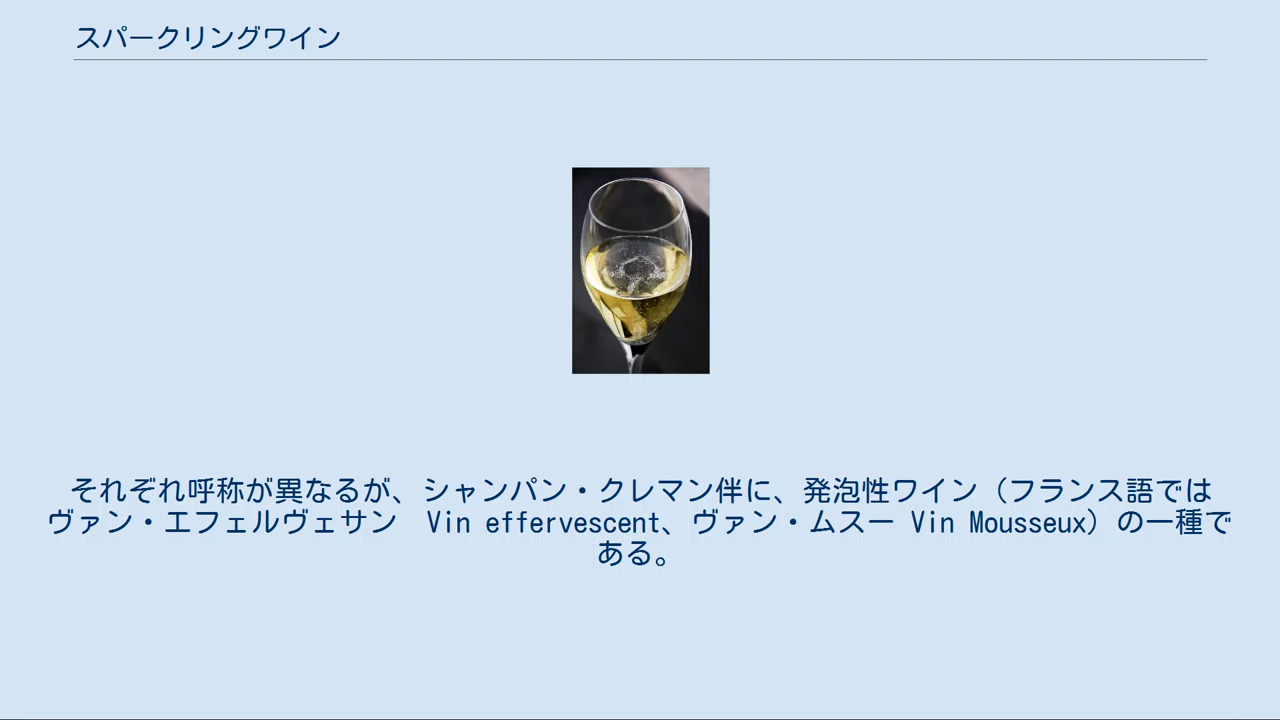 スパークリングワイン
それぞれ呼称が異なるが、シャンパン・クレマン伴に、発泡性ワイン（フランス語では
ヴァン・エフェルヴェサン　Vin effervescent、ヴァン・ムスー Vin Mousseux）の一種で
ある。